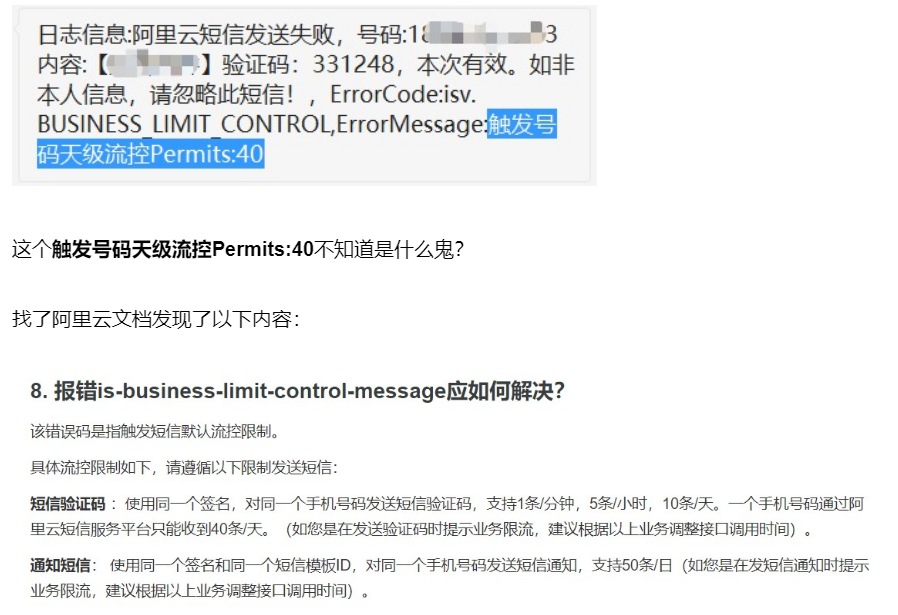 日志信息:阿里云短信发送失败，号码:18 3
内容:【 】验证码：331248，本次有效。如非
本人信息，请忽略此短信！，ErrorCode:isv.
BUSINESS_LIMIT_CONTROL,ErrorMessage:触发号
码天级流控Permits:40
这个触发号码天级流控Permits:40不知道是什么鬼？
找了阿里云文档发现了以下内容：
8. 报错is-business-limit-control-message应如何解决？
该错误码是指触发短信默认流控限制。
具体流控限制如下，请遵循以下限制发送短信：
短信验证码 ：使用同一个签名，对同一个手机号码发送短信验证码，支持1条/分钟，5条/小时，10条/天。一个手机号码通过阿
里云短信服务平台只能收到40条/天。（如您是在发送验证码时提示业务限流，建议根据以上业务调整接口调用时间）。
通知短信： 使用同一个签名和同一个短信模板ID，对同一个手机号码发送短信通知，支持50条/日（如您是在发短信通知时提示
业务限流，建议根据以上业务调整接口调用时间）。